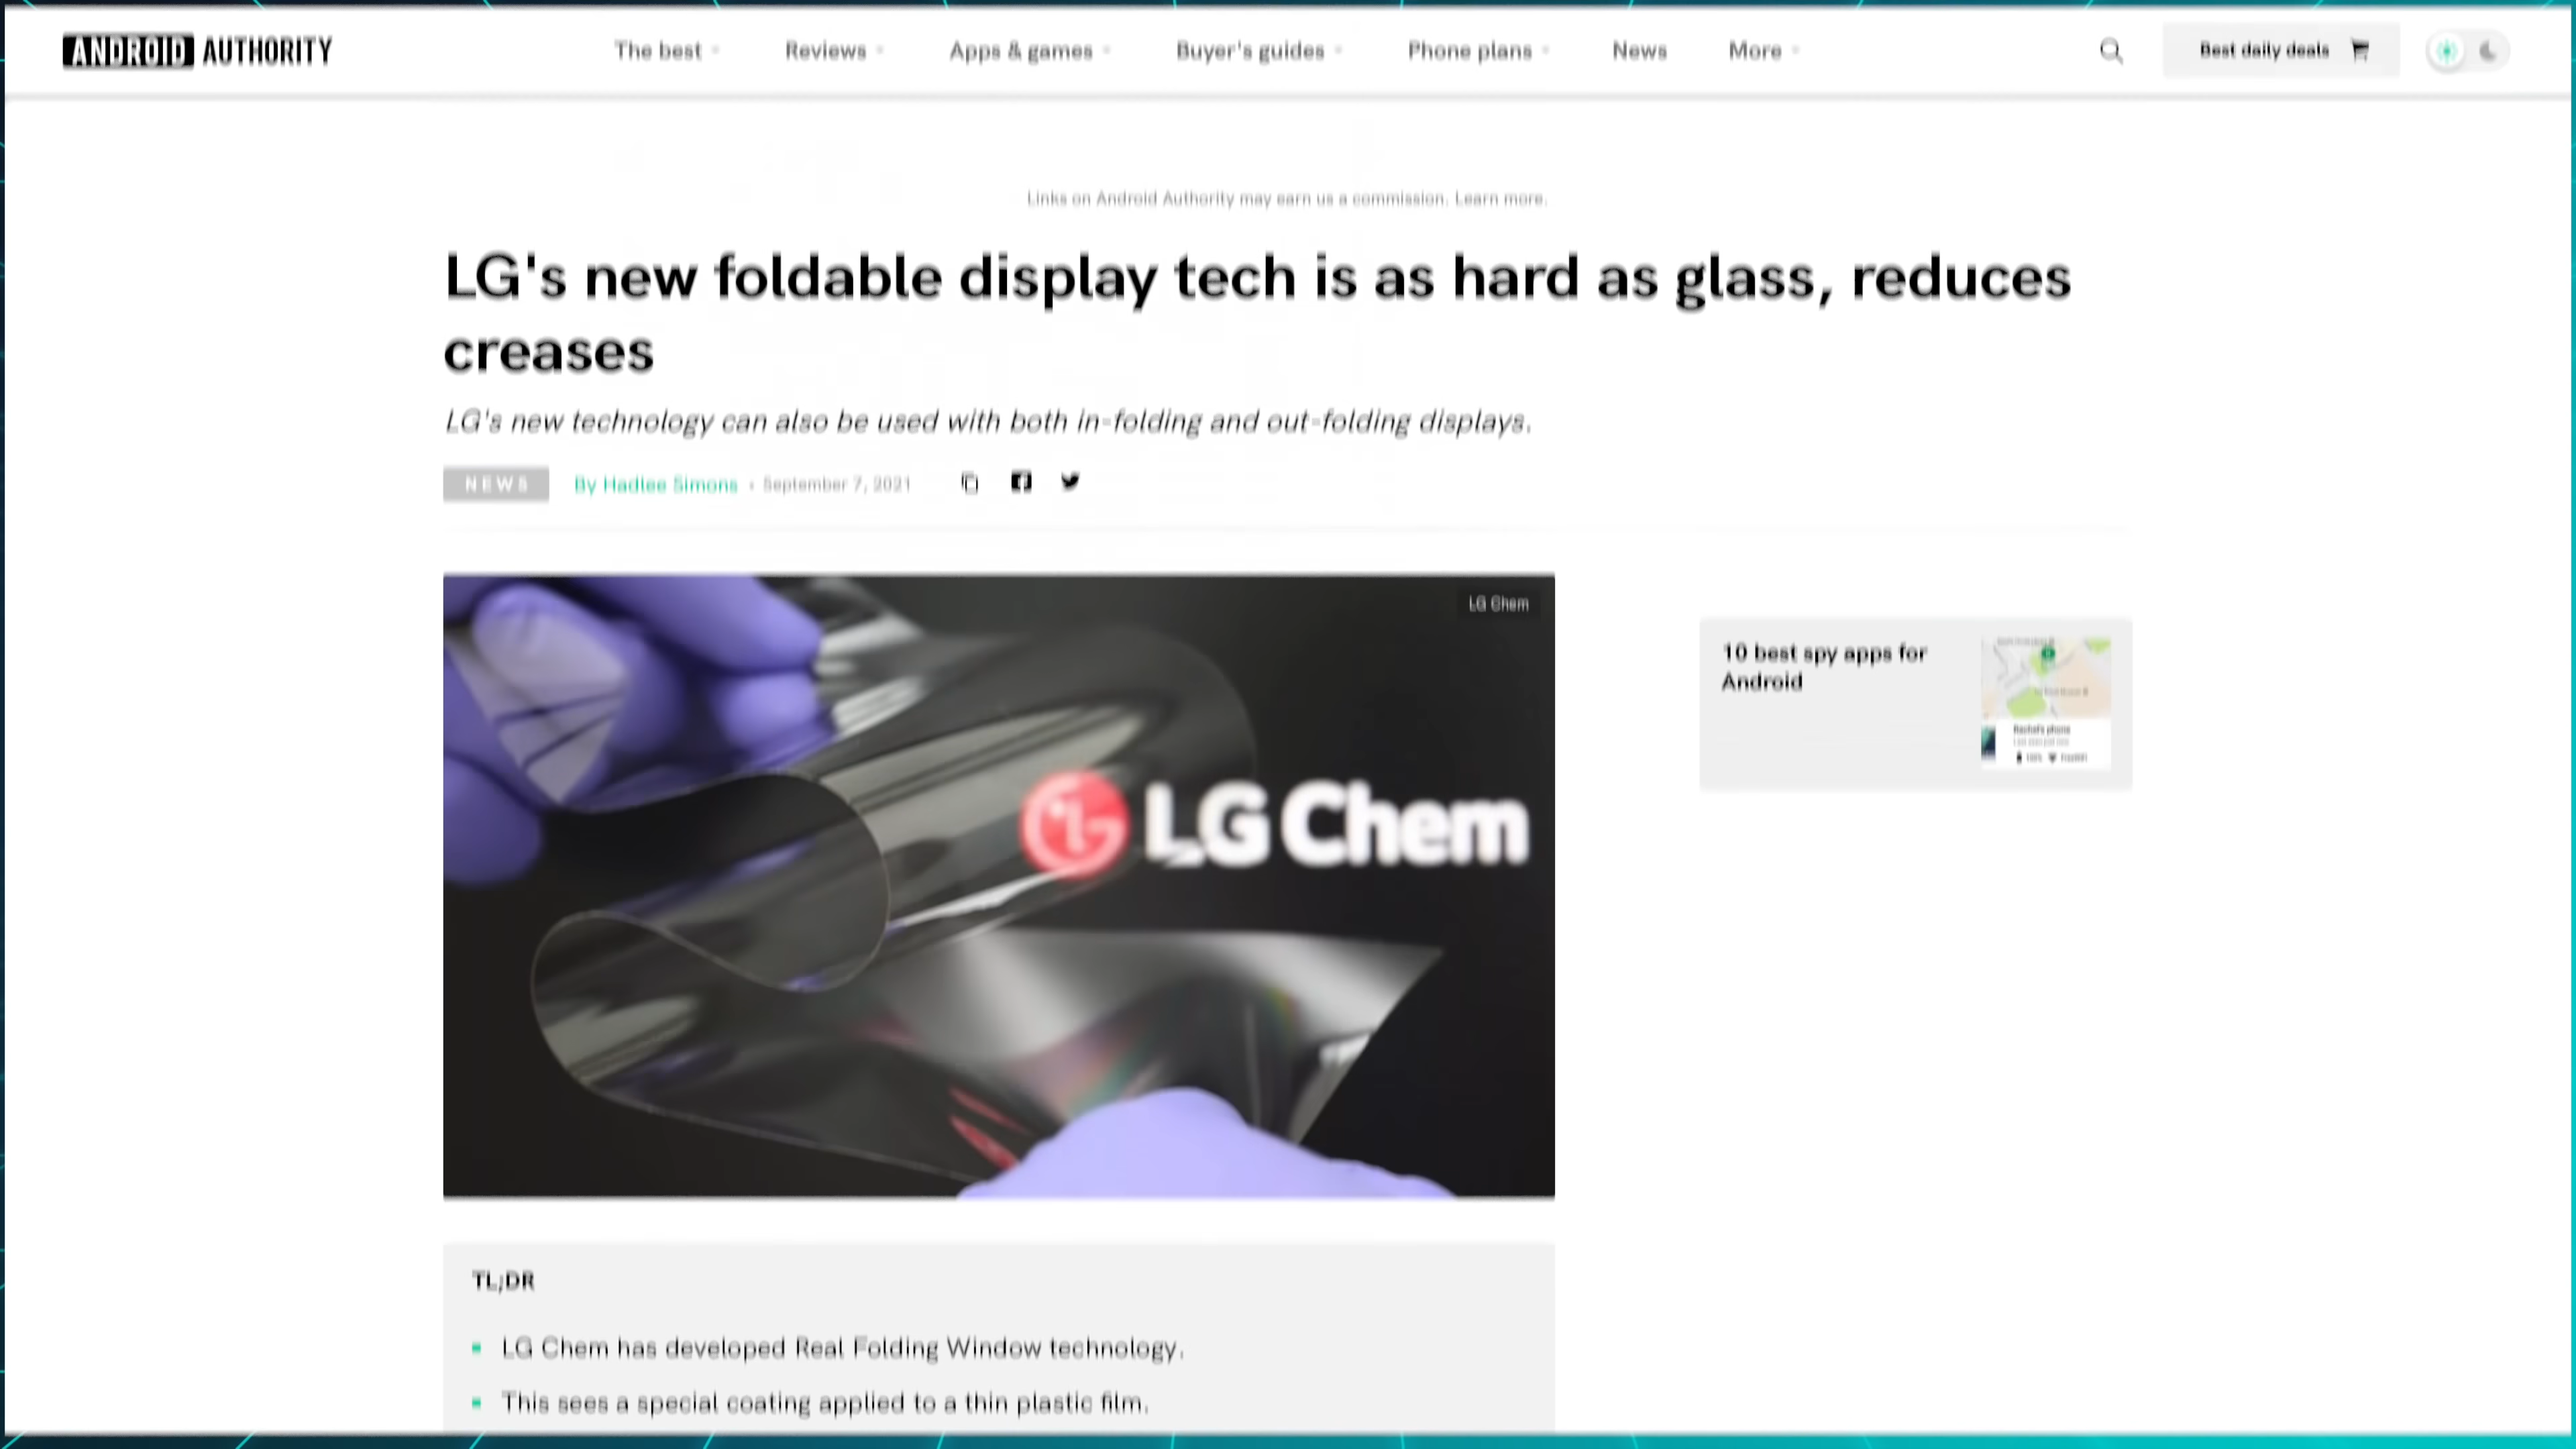 ANDROID AUTHORITY
The best
Reviews
Apps & games
Buyer's guides
Phone plans
News
More
Best daily deals
Links on Android Authority may earn us a commission. Learn more.
LG's new foldable display tech is as hard as glass, reduces
creases
LG's new technology can also be used with both in-folding and out-folding displays.
NEWS
By Hadlee Simons • September 7, 2021
LG Chem
LG Chem
10 best spy apps for
Android
Rachel's phone
TL;DR
LG Chem has developed Real Folding Window technology.
This sees a special coating applied to a thin plastic film.